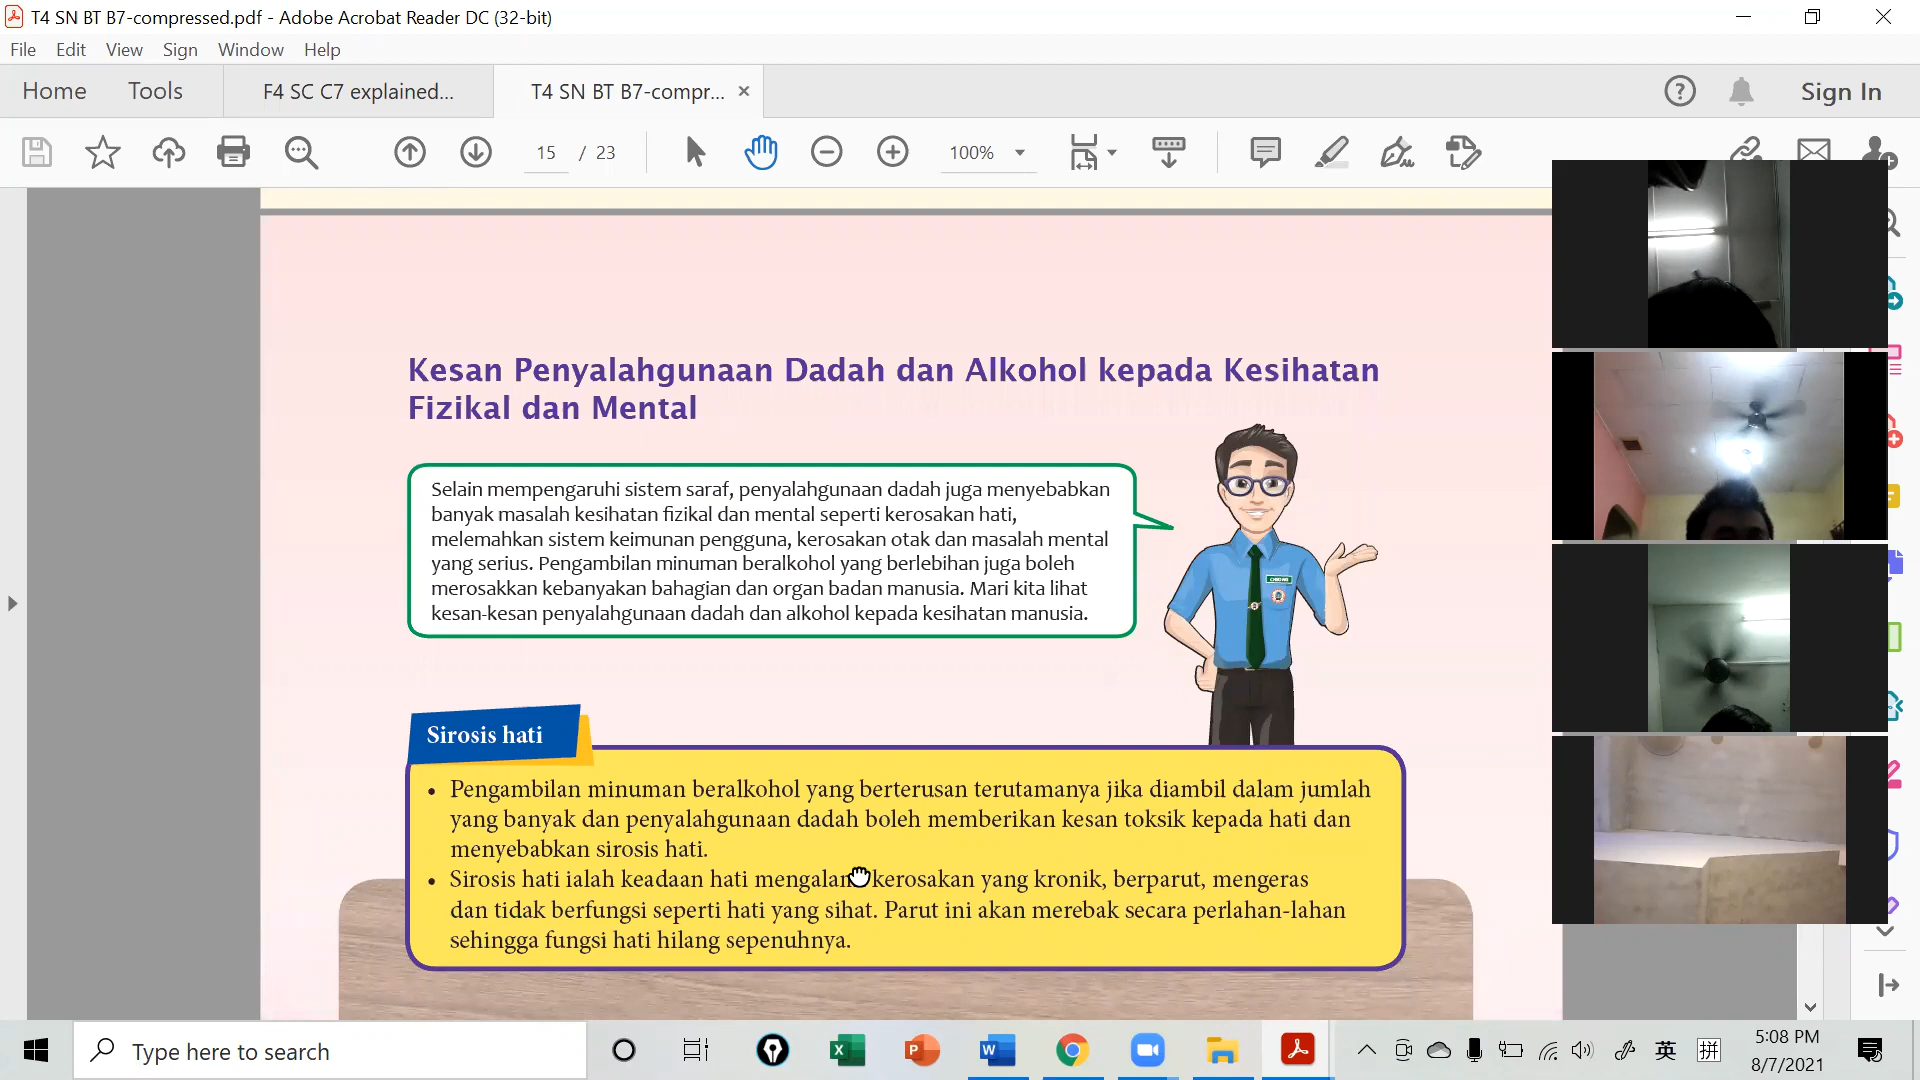 T4 SN BT B7-compressed.pdf - Adobe Acrobat Reader DC (32-bit)
File Edit View Sign Window Help
Home Tools F4 SC C7 explained... T4 SN BT B7-compr... Sign In
15 / 23 100%
Kesan Penyalahgunaan Dadah dan Alkohol kepada Kesihatan
Fizikal dan Mental
Selain mempengaruhi sistem saraf, penyalahgunaan dadah juga menyebabkan
banyak masalah kesihatan fizikal dan mental seperti kerosakan hati,
melemahkan sistem keimunan pengguna, kerosakan otak dan masalah mental
yang serius. Pengambilan minuman beralkohol yang berlebihan juga boleh
merosakkan kebanyakan bahagian dan organ badan manusia. Mari kita lihat
kesan-kesan penyalahgunaan dadah dan alkohol kepada kesihatan manusia.
Sirosis hati
• Pengambilan minuman beralkohol yang berterusan terutamanya jika diambil dalam jumlah
yang banyak dan penyalahgunaan dadah boleh memberikan kesan toksik kepada hati dan
menyebabkan sirosis hati.
• Sirosis hati ialah keadaan hati mengalami kerosakan yang kronik, berparut, mengeras
dan tidak berfungsi seperti hati yang sihat. Parut ini akan merebak secara perlahan-lahan
sehingga fungsi hati hilang sepenuhnya.
Type here to search
英 拼
5:08 PM
8/7/2021